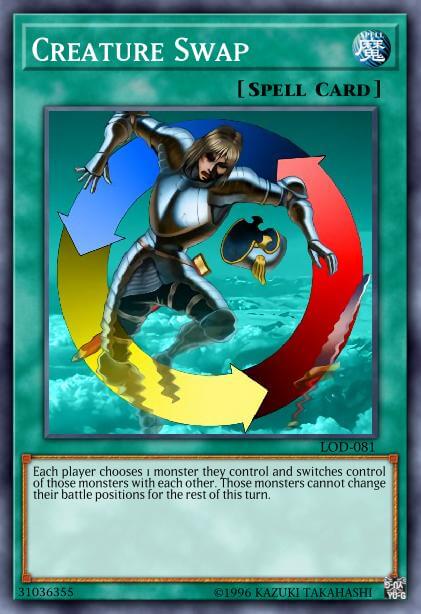 Creature Swap
SPELL
魔
[ Spell Card ]
LOD-081
Each player chooses 1 monster they control and switches control
of those monsters with each other. Those monsters cannot change
their battle positions for the rest of this turn.
31036355
©1996 KAZUKI TAKAHASHI